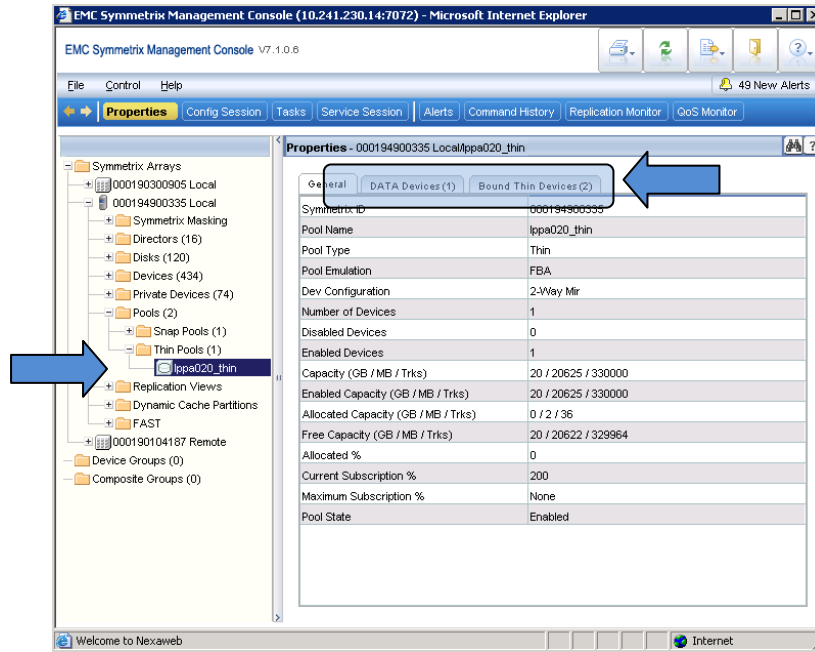 EMC Symmetrix Management Console (10.241.230.14:7072) - Microsoft Internet Explorer
EMC Symmetrix Management Console V7.1.0.6
File Control Help
49 New Alerts
Properties Config Session Tasks Service Session Alerts Command History Replication Monitor QoS Monitor
Properties - 000194900335 Local/lppa020_thin
Symmetrix Arrays
000190300905 Local
000194900335 Local
Symmetrix Masking
Directors (16)
Disks (120)
Devices (434)
Private Devices (74)
Pools (2)
Snap Pools (1)
Thin Pools (1)
lppa020_thin
Replication Views
Dynamic Cache Partitions
FAST
000190104187 Remote
Device Groups (0)
Composite Groups (0)
General DATA Devices (1) Bound Thin Devices (2)
Symmetrix ID 000194900335
Pool Name lppa020_thin
Pool Type Thin
Pool Emulation FBA
Dev Configuration 2-Way Mir
Number of Devices 1
Disabled Devices 0
Enabled Devices 1
Capacity (GB / MB / Trks) 20 / 20625 / 330000
Enabled Capacity (GB / MB / Trks) 20 / 20625 / 330000
Allocated Capacity (GB / MB / Trks) 0 / 2 / 36
Free Capacity (GB / MB / Trks) 20 / 20622 / 329964
Allocated % 0
Current Subscription % 200
Maximum Subscription % None
Pool State Enabled
Welcome to Nexaweb
Internet